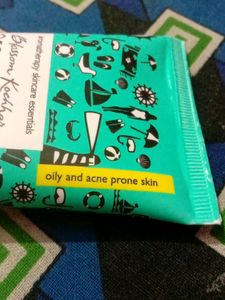 Blossom Kochhar
aromatherapy skincare essentials
oily and acne prone skin